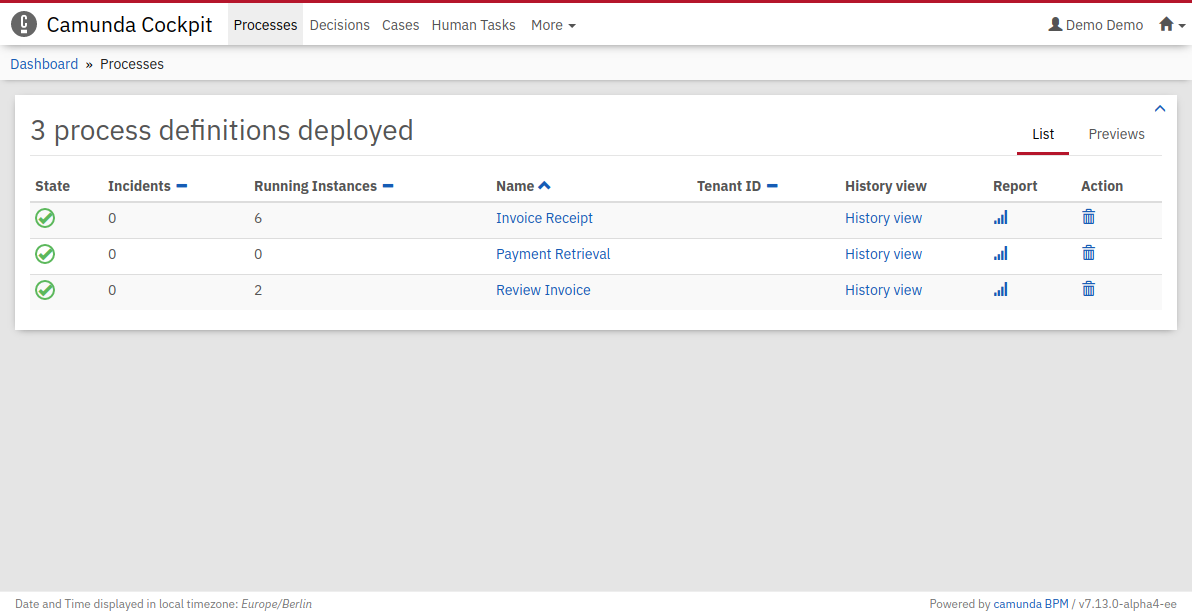 Camunda Cockpit Processes Decisions Cases Human Tasks More Demo Demo
Dashboard » Processes
3 process definitions deployed
List Previews
State Incidents Running Instances Name Tenant ID History view Report Action
0 6 Invoice Receipt History view
0 0 Payment Retrieval History view
0 2 Review Invoice History view
Date and Time displayed in local timezone: Europe/Berlin Powered by camunda BPM / v7.13.0-alpha4-ee